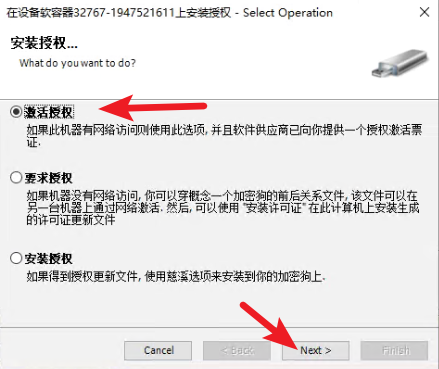 在设备软容器32767-1947521611上安装授权 - Select Operation
安装授权...
What do you want to do?
激活授权
如果此机器有网络访问则使用此选项, 并且软件供应商已向你提供一个授权激活票
证.
要求授权
如果机器没有网络访问, 你可以穿概念一个加密狗的前后关系文件, 该文件可以在
另一台机器上通过网络激活. 然后, 可以使用 "安装许可证" 在此计算机上安装生成
的许可证更新文件
安装授权
如果得到授权更新文件, 使用慈溪选项来安装到你的加密狗上.
Cancel
< Back
Next >
Finish